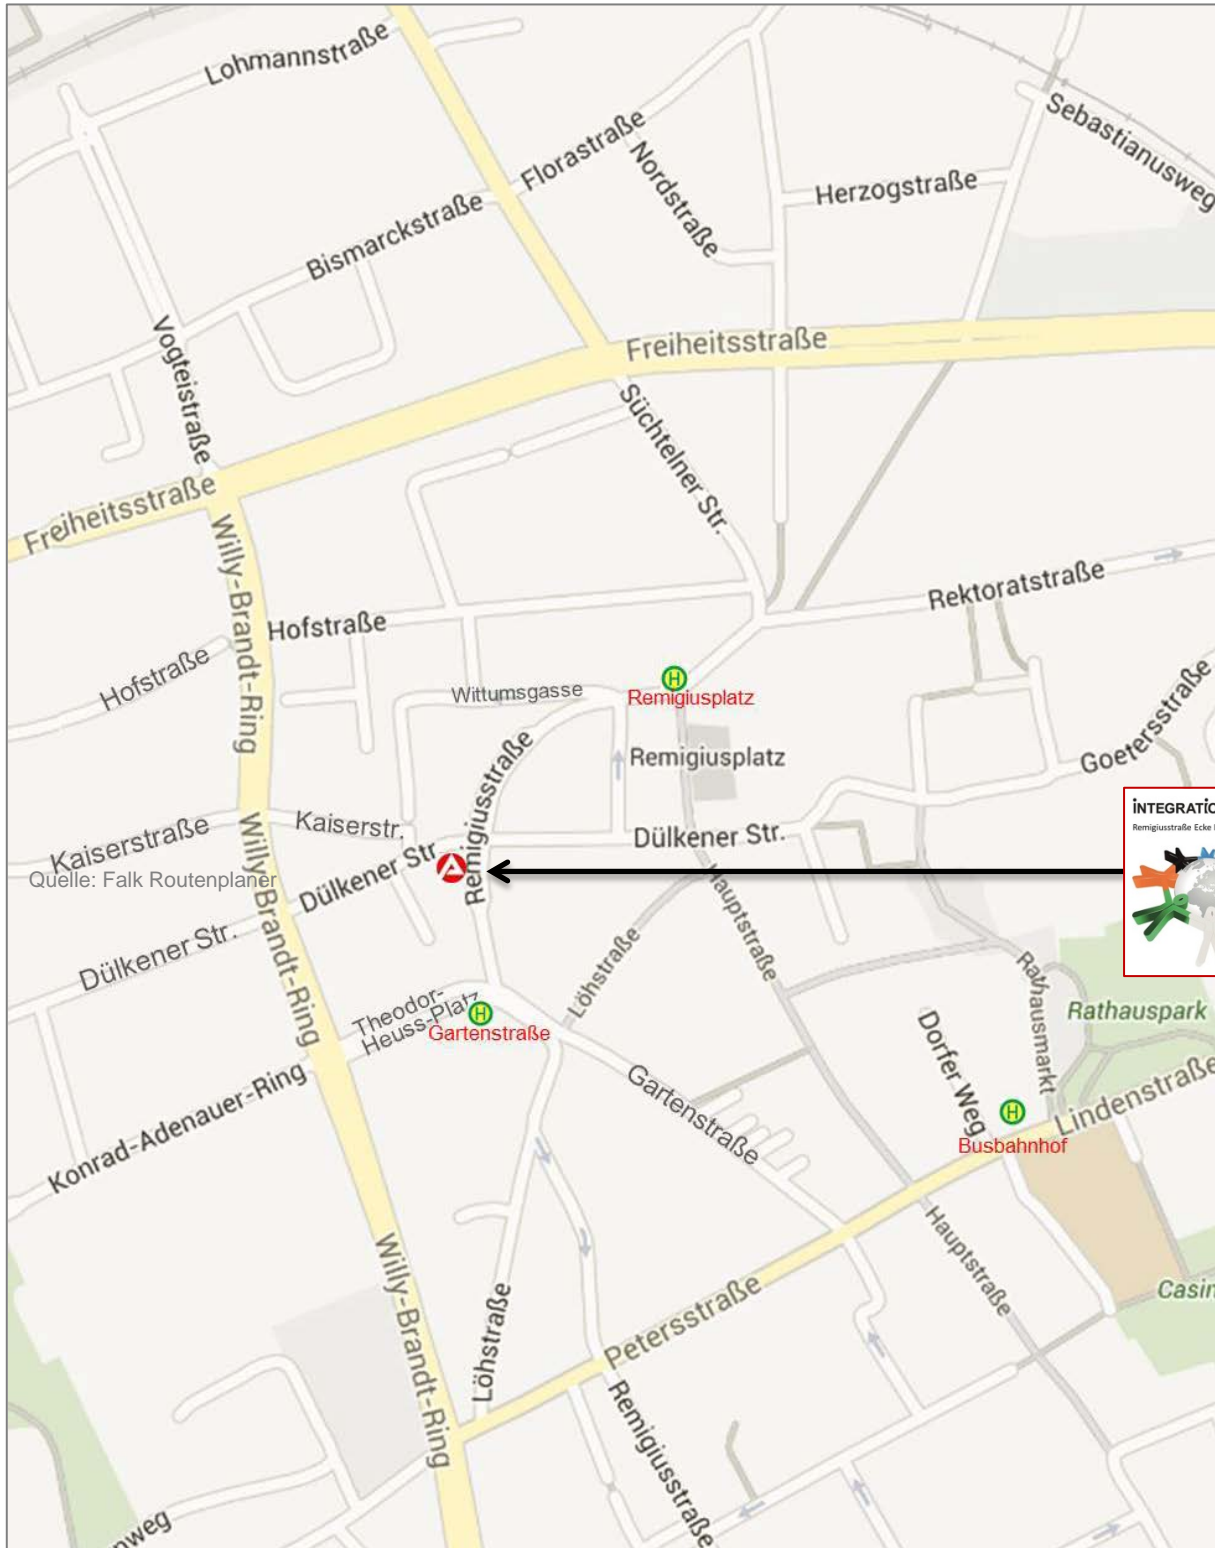 Lohmannstraße
Florastraße
Nordstraße
Herzogstraße
Sebastianusweg
Bismarckstraße
Vogteistraße
Freiheitsstraße
Süchtelner Str.
Freiheitsstraße
Willy-Brandt-Ring
Rektoratstraße
Hofstraße
Hofstraße
Wittumsgasse
H
Remigiusplatz
Remigiusplatz
Goetersstraße
Remigiusstraße
Kaiserstraße
Kaiserstr.
Willy-Brandt-Ring
Dülkener Str.
Dülkener Str.
Quelle: Falk Routenplaner
Remigiusstraße Ecke
Hauptstraße
Dülkener Str.
Löhstraße
Rathausmarkt
Rathauspark
Theodor-
Heuss-Platz
H
Gartenstraße
Dorfer Weg
Konrad-Adenauer-Ring
Gartenstraße
H
Busbahnhof
Lindenstraße
Hauptstraße
Willy-Brandt-Ring
Löhstraße
Petersstraße
Remigiusstraße